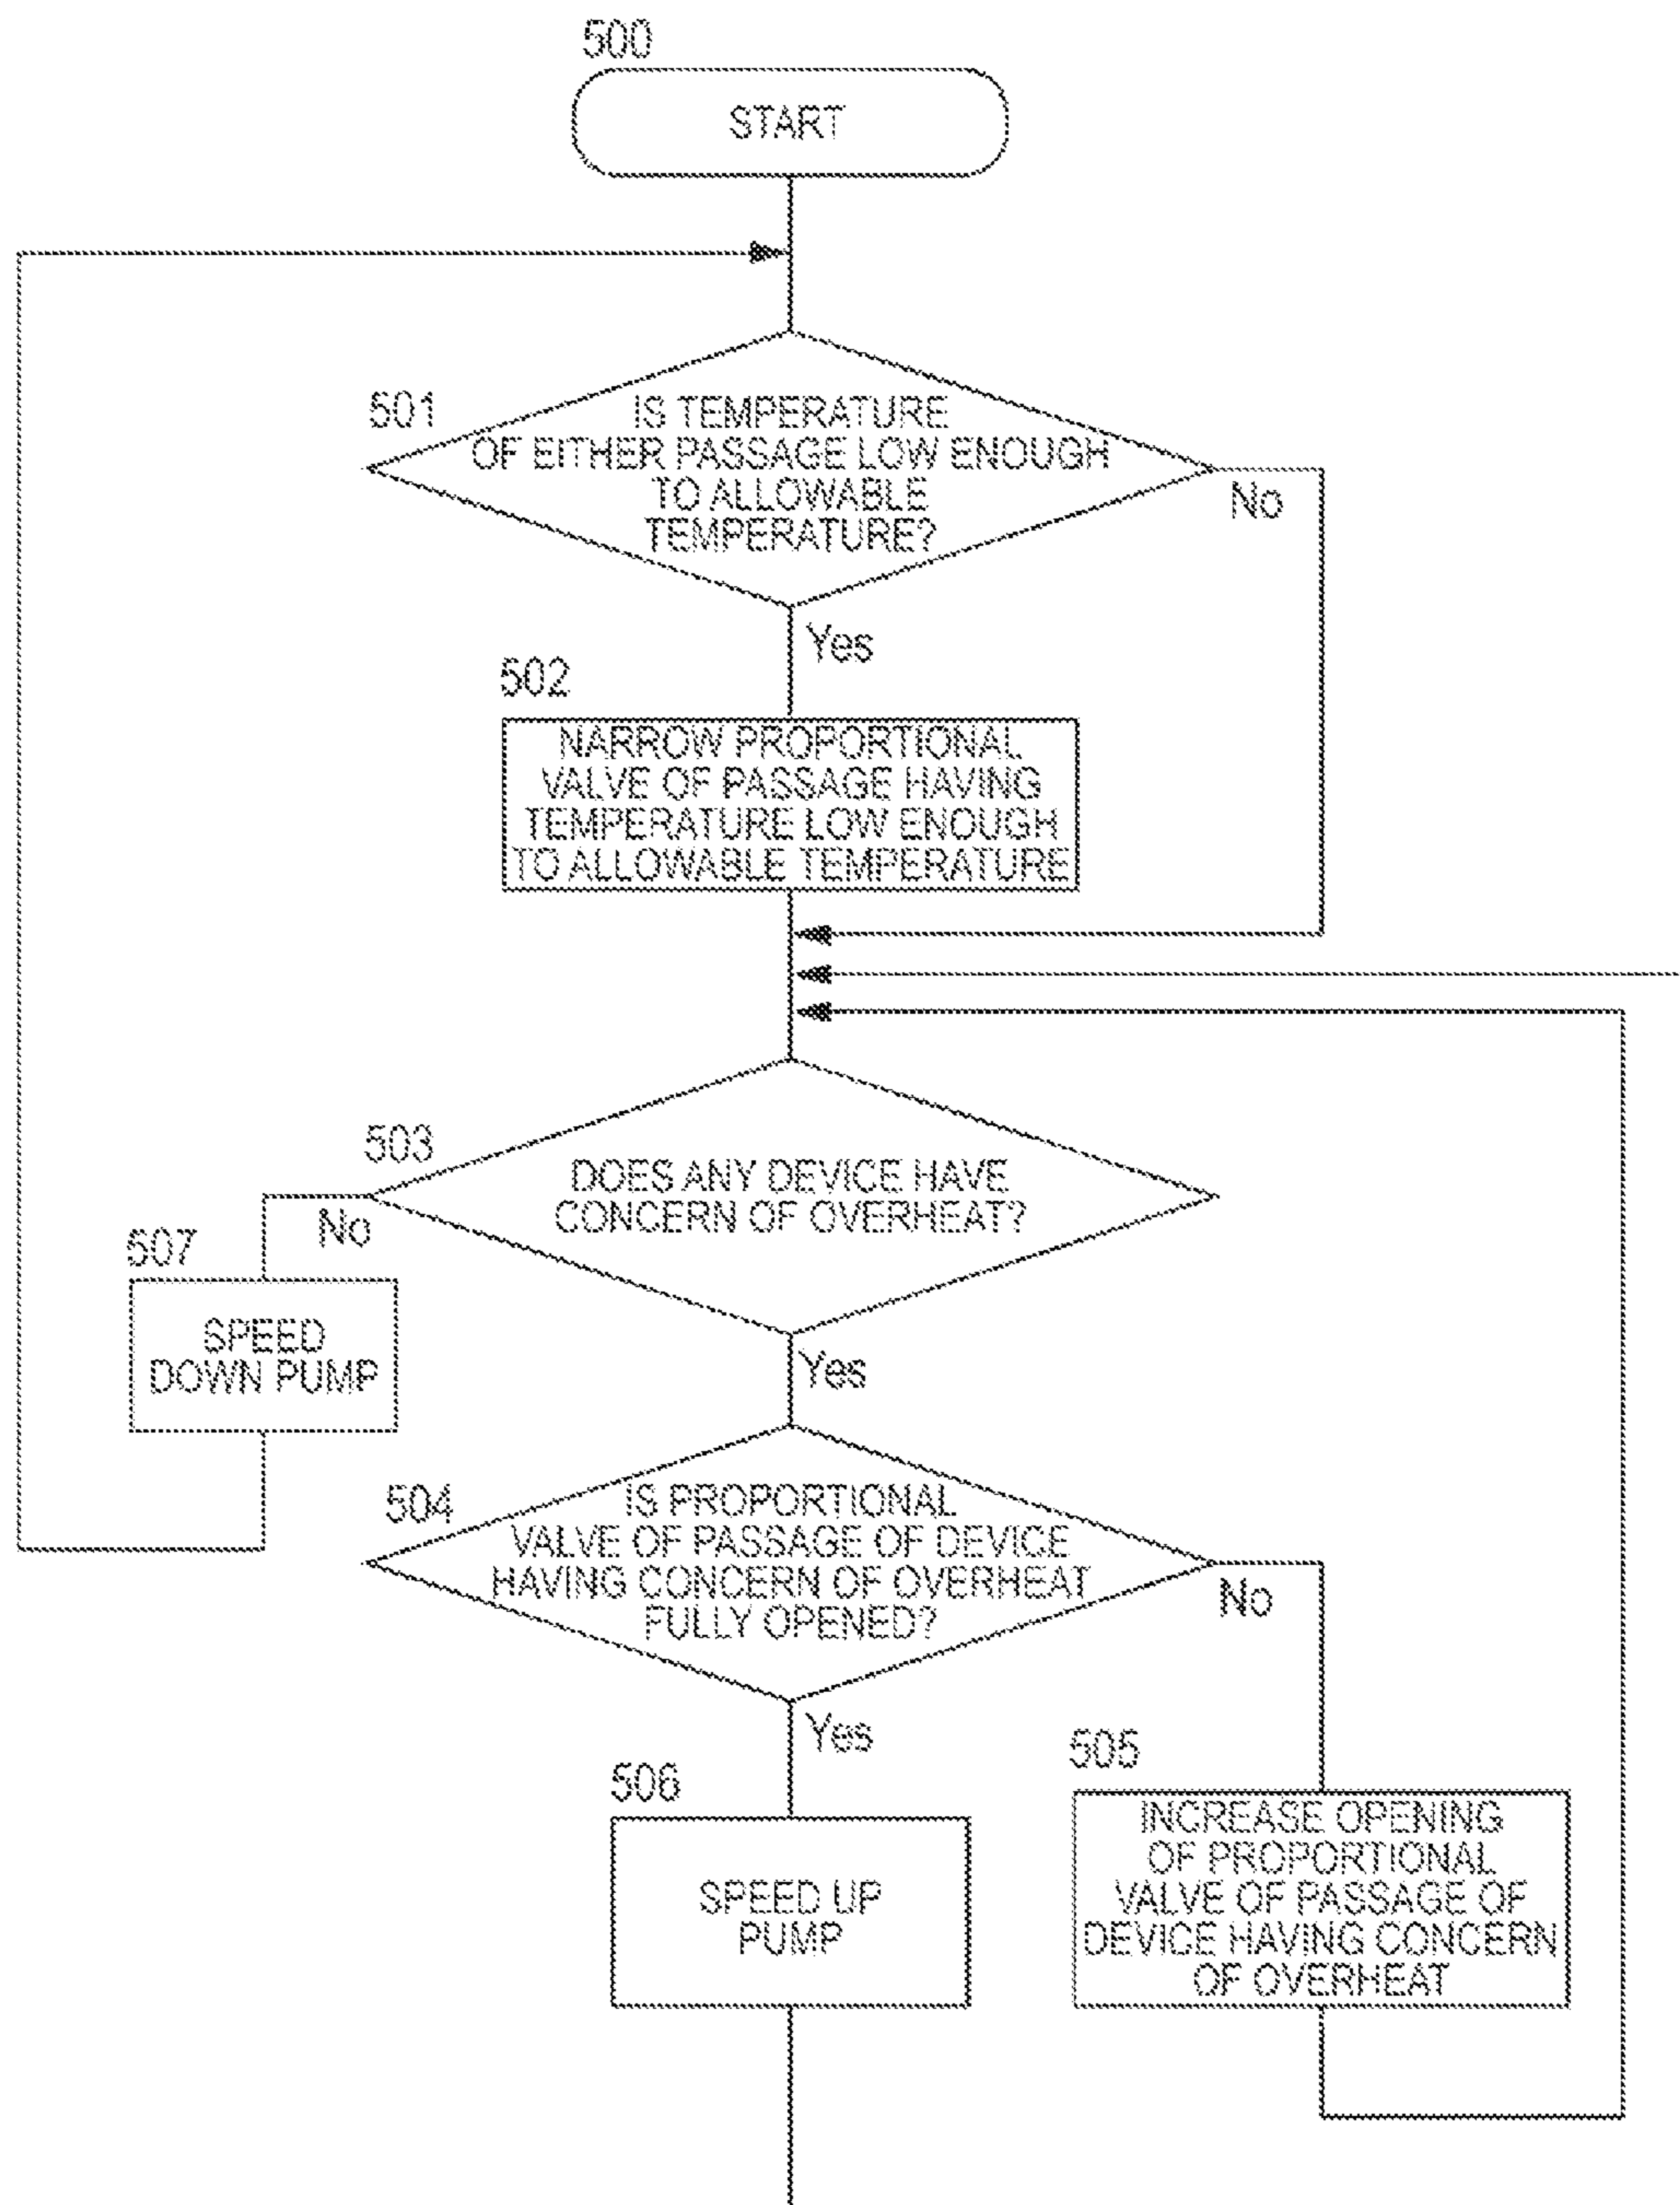 500
START
501
IS TEMPERATURE
OF EITHER PASSAGE LOW ENOUGH
TO ALLOWABLE
TEMPERATURE?
No
Yes
502
NARROW PROPORTIONAL
VALVE OF PASSAGE HAVING
TEMPERATURE LOW ENOUGH
TO ALLOWABLE TEMPERATURE
503
DOES ANY DEVICE HAVE
CONCERN OF OVERHEAT?
No
507
SPEED
DOWN PUMP
Yes
504
IS PROPORTIONAL
VALVE OF PASSAGE OF DEVICE
HAVING CONCERN OF OVERHEAT
FULLY OPENED?
No
Yes
506
SPEED UP
PUMP
505
INCREASE OPENING
OF PROPORTIONAL
VALVE OF PASSAGE OF
DEVICE HAVING CONCERN
OF OVERHEAT